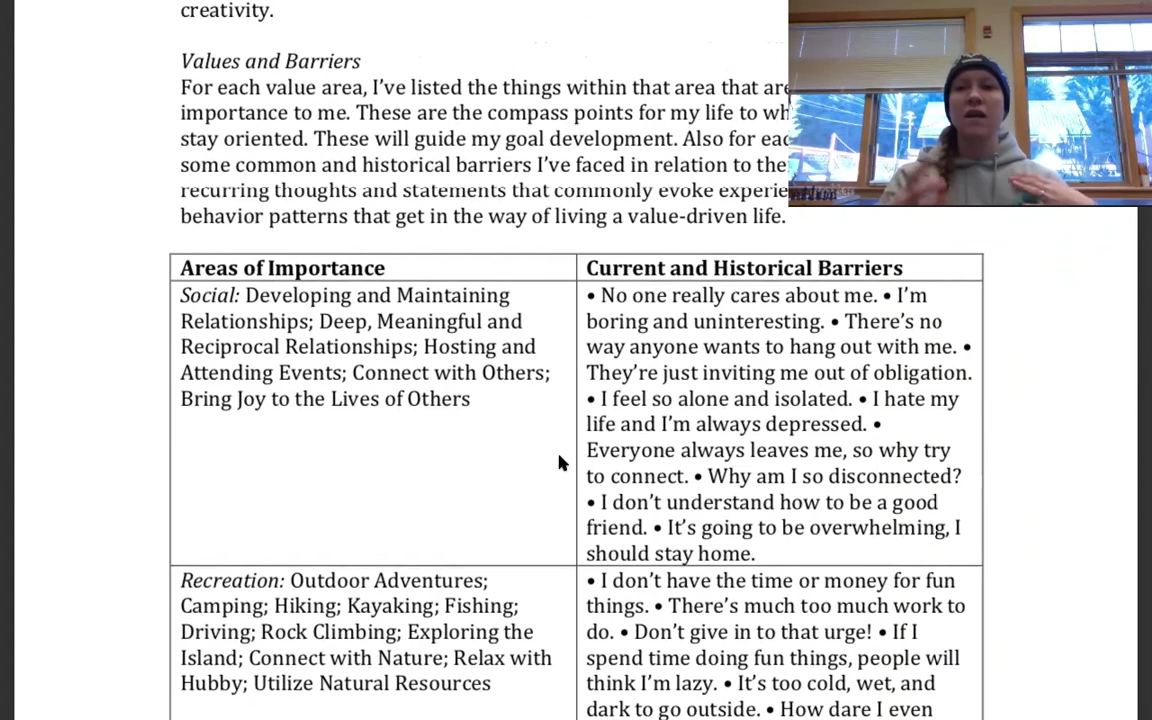 creativity.
Values and Barriers
For each value area, I’ve listed the things within that area that are
importance to me. These are the compass points for my life to wh
stay oriented. These will guide my goal development. Also for eac
some common and historical barriers I’ve faced in relation to the
recurring thoughts and statements that commonly evoke experie
behavior patterns that get in the way of living a value-driven life.
Areas of Importance
Social: Developing and Maintaining
Relationships; Deep, Meaningful and
Reciprocal Relationships; Hosting and
Attending Events; Connect with Others;
Bring Joy to the Lives of Others
Current and Historical Barriers
• No one really cares about me. • I’m
boring and uninteresting. • There’s no
way anyone wants to hang out with me. •
They’re just inviting me out of obligation.
• I feel so alone and isolated. • I hate my
life and I’m always depressed. •
Everyone always leaves me, so why try
to connect. • Why am I so disconnected?
• I don’t understand how to be a good
friend. • It’s going to be overwhelming, I
should stay home.
Recreation: Outdoor Adventures;
Camping; Hiking; Kayaking; Fishing;
Driving; Rock Climbing; Exploring the
Island; Connect with Nature; Relax with
Hubby; Utilize Natural Resources
• I don’t have the time or money for fun
things. • There’s much too much work to
do. • Don’t give in to that urge! • If I
spend time doing fun things, people will
think I’m lazy. • It’s too cold, wet, and
dark to go outside. • How dare I even